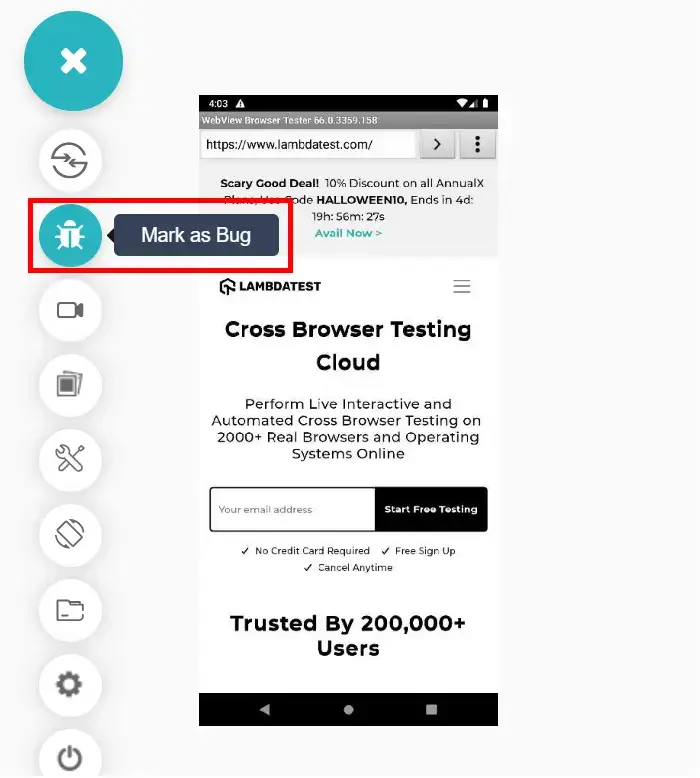 Mark as Bug
4:03
WebView Browser Tester 66.0.3359.158
https://www.lambdatest.com/
Scary Good Deal! 10% Discount on all AnnualX
Plans, Use Code HALLOWEEN10, Ends in 4d:
19h: 56m: 27s
Avail Now >
LAMBDATEST
Cross Browser Testing
Cloud
Perform Live Interactive and
Automated Cross Browser Testing on
2000+ Real Browsers and Operating
Systems Online
Your email address
Start Free Testing
✓ No Credit Card Required ✓ Free Sign Up
✓ Cancel Anytime
Trusted By 200,000+
Users